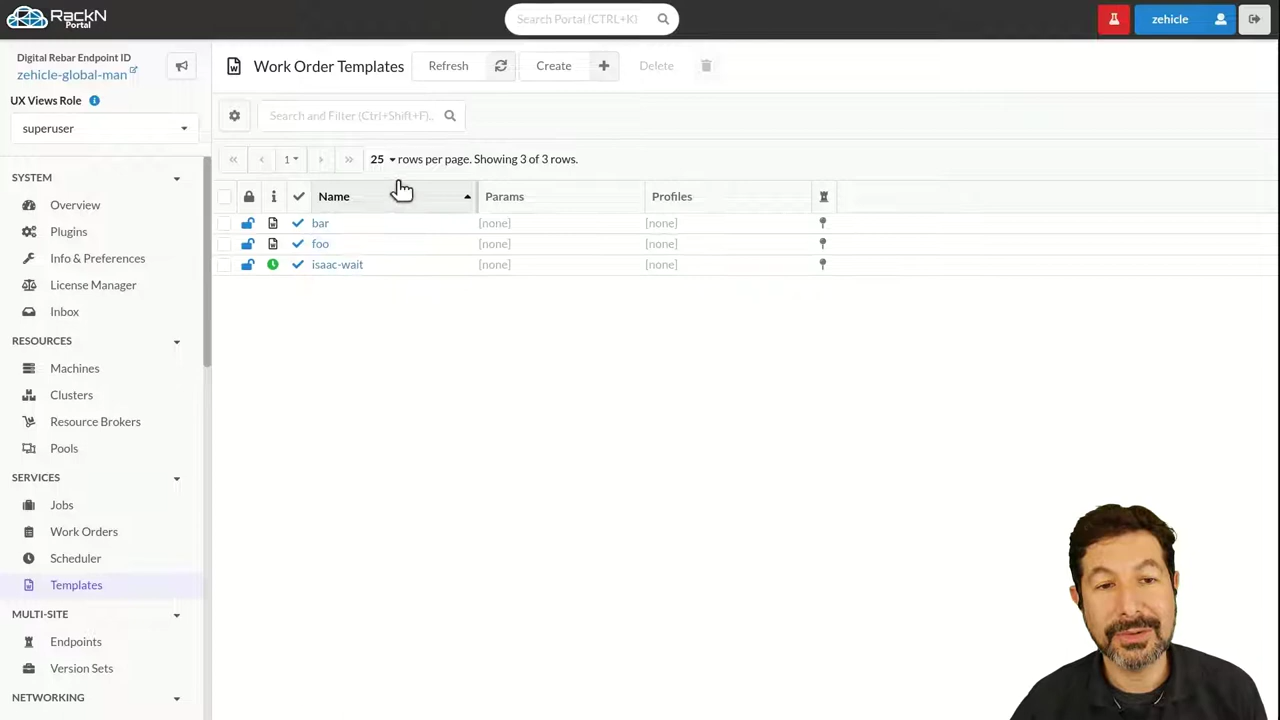 RackN
Portal
Search Portal (CTRL+K)
zehicle
Digital Rebar Endpoint ID
zehicle-global-man
UX Views Role
superuser
SYSTEM
Overview
Plugins
Info & Preferences
License Manager
Inbox
RESOURCES
Machines
Clusters
Resource Brokers
Pools
SERVICES
Jobs
Work Orders
Scheduler
Templates
MULTI-SITE
Endpoints
Version Sets
NETWORKING
Work Order Templates
Refresh
Create
Delete
Search and Filter (Ctrl+Shift+F)..
1
25 rows per page. Showing 3 of 3 rows.
Name Params Profiles
bar [none] [none]
foo [none] [none]
isaac-wait [none] [none]